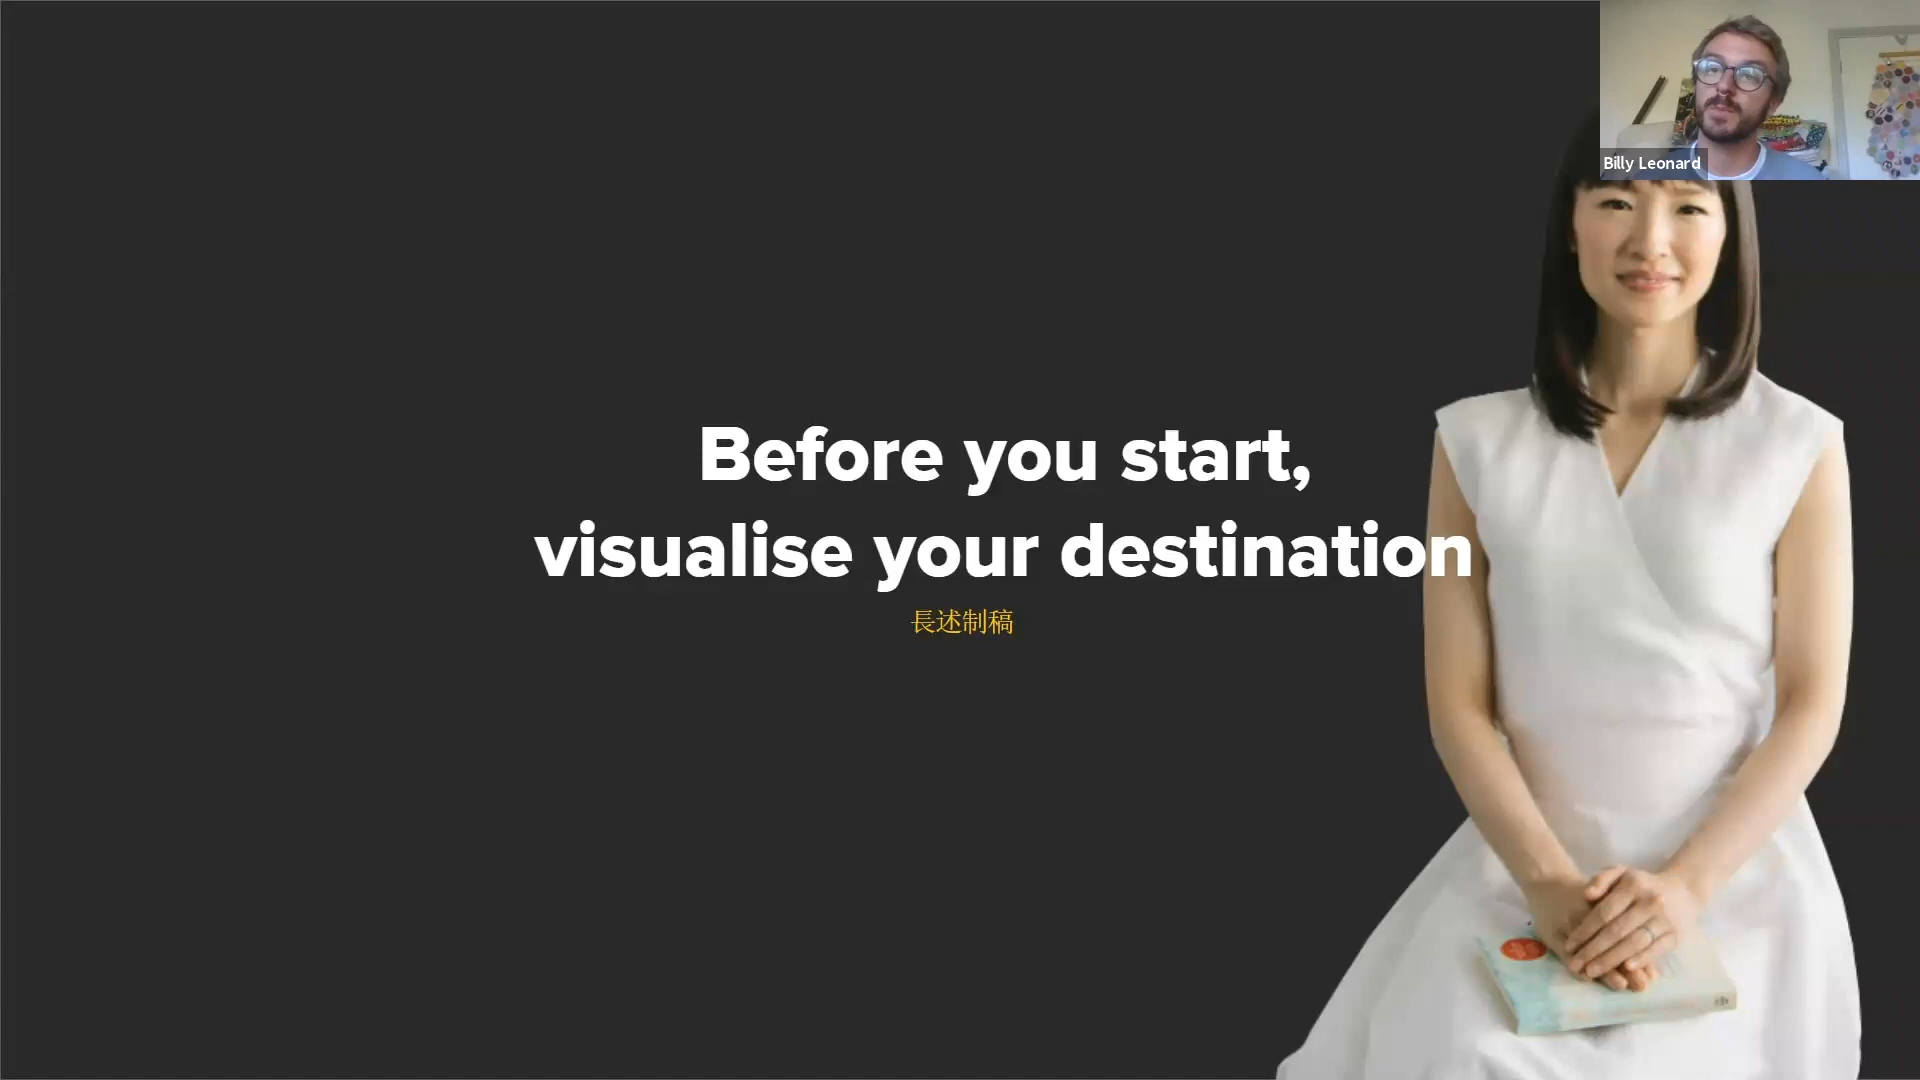 Billy Leonard
Before you start,
visualise your destination
長述制稿